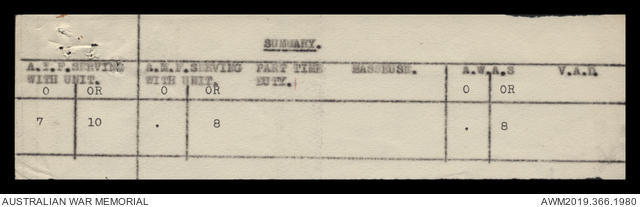 SUMMARY.
A.I.F.SERVING A.M.F.SERVING PART TIME MASSEUSE. A.W.A.S V.A.D.
WITH UNIT. WITH UNIT. DUTY.
O OR O OR O OR
7 10 . 8 . 8
AUSTRALIAN WAR MEMORIAL AWM2019.366.1980